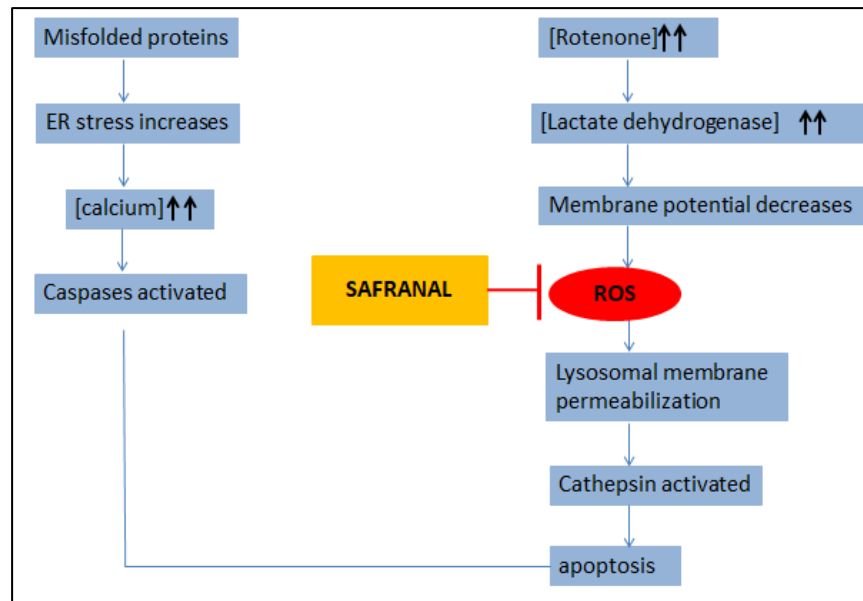 Misfolded proteins
ER stress increases
[calcium]↑↑
Caspases activated
SAFRANAL
[Rotenone]↑↑
[Lactate dehydrogenase] ↑↑
Membrane potential decreases
ROS
Lysosomal membrane
permeabilization
Cathepsin activated
apoptosis